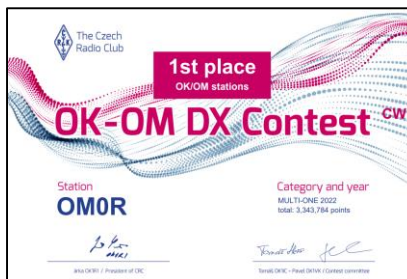 The Czech
Radio Club
1st place
OK/OM stations
OK-OM DX Contest CW
Station
OM0R
Category and year
MULTI-ONE 2022
total: 3,343,784 points
President of CRC
Contest committee